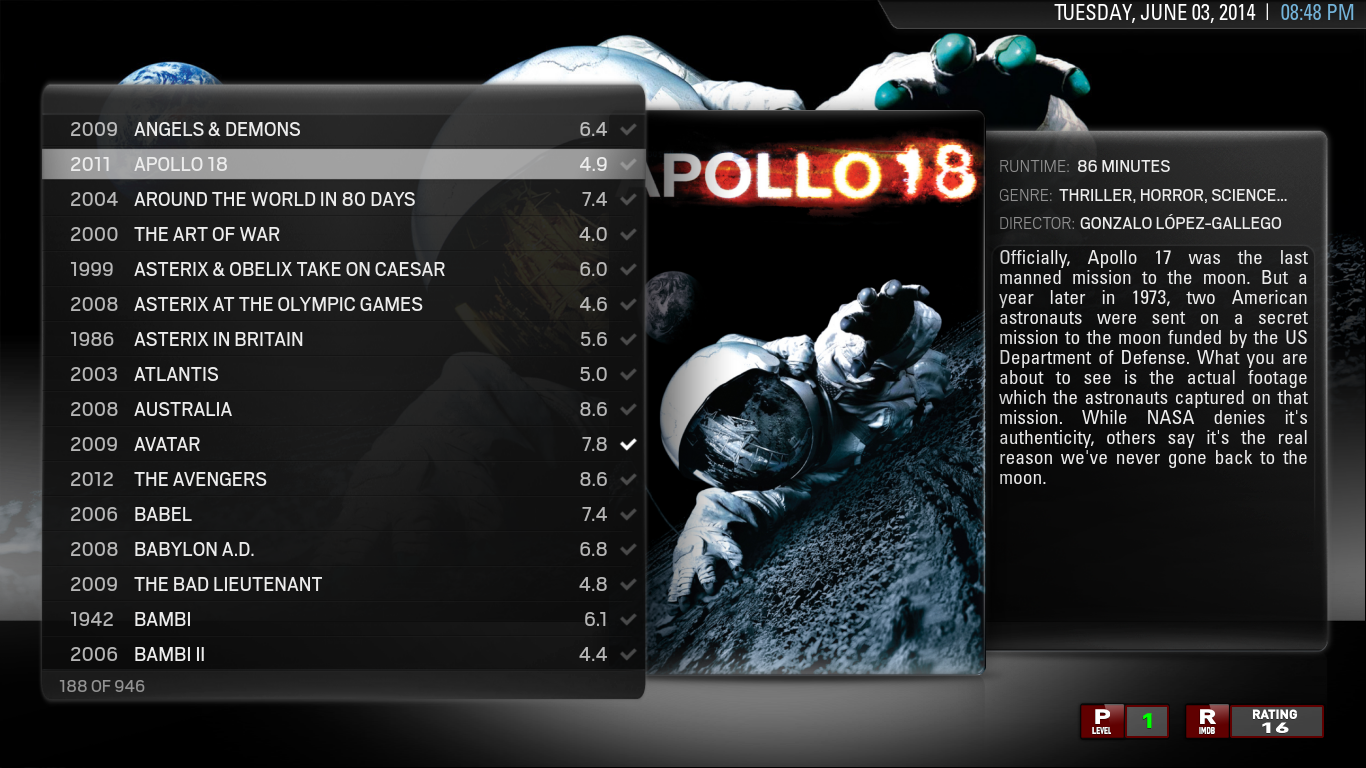 TUESDAY, JUNE 03, 2014 | 08:48 PM
2009 ANGELS & DEMONS 6.4
2011 APOLLO 18 4.9
2004 AROUND THE WORLD IN 80 DAYS 7.4
2000 THE ART OF WAR 4.0
1999 ASTERIX & OBELIX TAKE ON CAESAR 6.0
2008 ASTERIX AT THE OLYMPIC GAMES 4.6
1986 ASTERIX IN BRITAIN 5.6
2003 ATLANTIS 5.0
2008 AUSTRALIA 8.6
2009 AVATAR 7.8
2012 THE AVENGERS 8.6
2006 BABEL 7.4
2008 BABYLON A.D. 6.8
2009 THE BAD LIEUTENANT 4.8
1942 BAMBI 6.1
2006 BAMBI II 4.4
188 OF 946
APOLLO 18
RUNTIME: 86 MINUTES
GENRE: THRILLER, HORROR, SCIENCE...
DIRECTOR: GONZALO LÓPEZ-GALLEGO
Officially, Apollo 17 was the last
manned mission to the moon. But a
year later in 1973, two American
astronauts were sent on a secret
mission to the moon funded by the US
Department of Defense. What you are
about to see is the actual footage
which the astronauts captured on that
mission. While NASA denies it's
authenticity, others say it's the real
reason we've never gone back to the
moon.
P LEVEL 1
R IMDB RATING 16